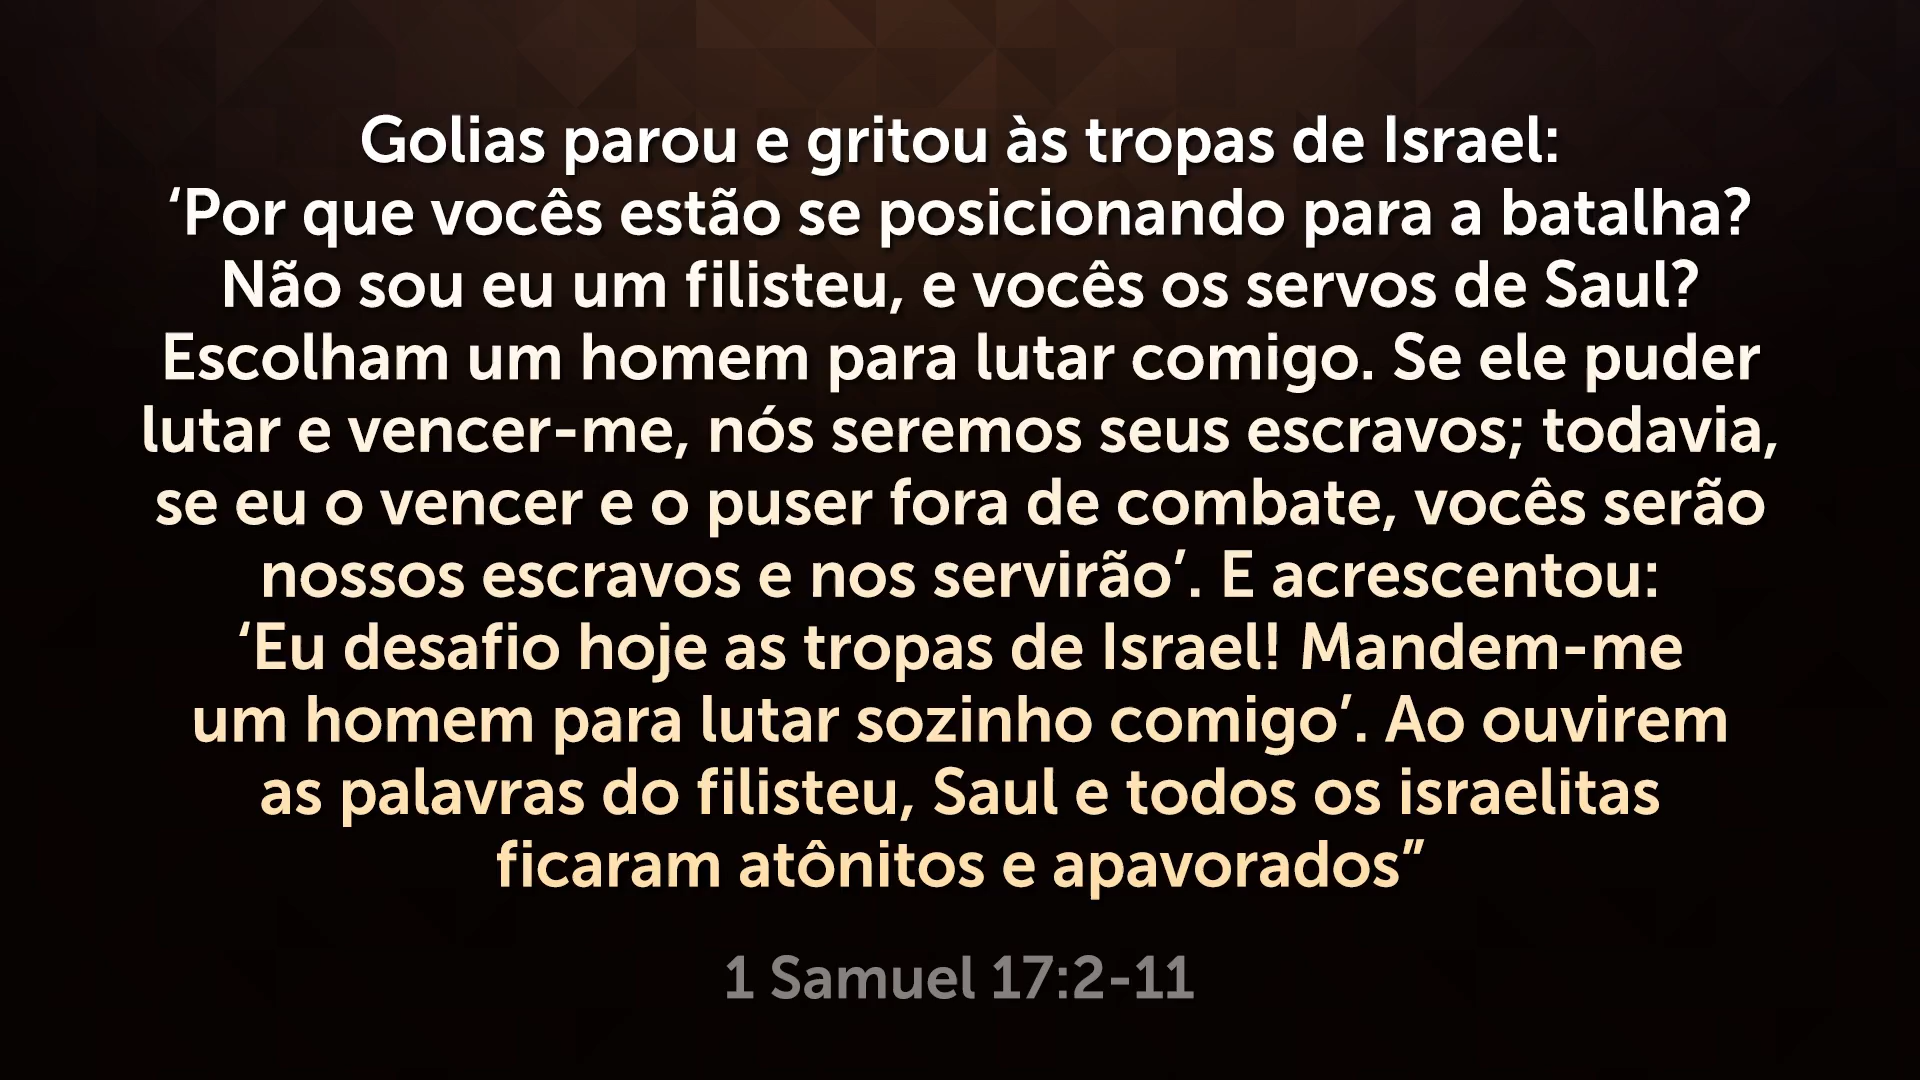 Golias parou e gritou às tropas de Israel:
‘Por que vocês estão se posicionando para a batalha?
Não sou eu um filisteu, e vocês os servos de Saul?
Escolham um homem para lutar comigo. Se ele puder
lutar e vencer-me, nós seremos seus escravos; todavia,
se eu o vencer e o puser fora de combate, vocês serão
nossos escravos e nos servirão’. E acrescentou:
‘Eu desafio hoje as tropas de Israel! Mandem-me
um homem para lutar sozinho comigo’. Ao ouvirem
as palavras do filisteu, Saul e todos os israelitas
ficaram atônitos e apavorados”
1 Samuel 17:2-11